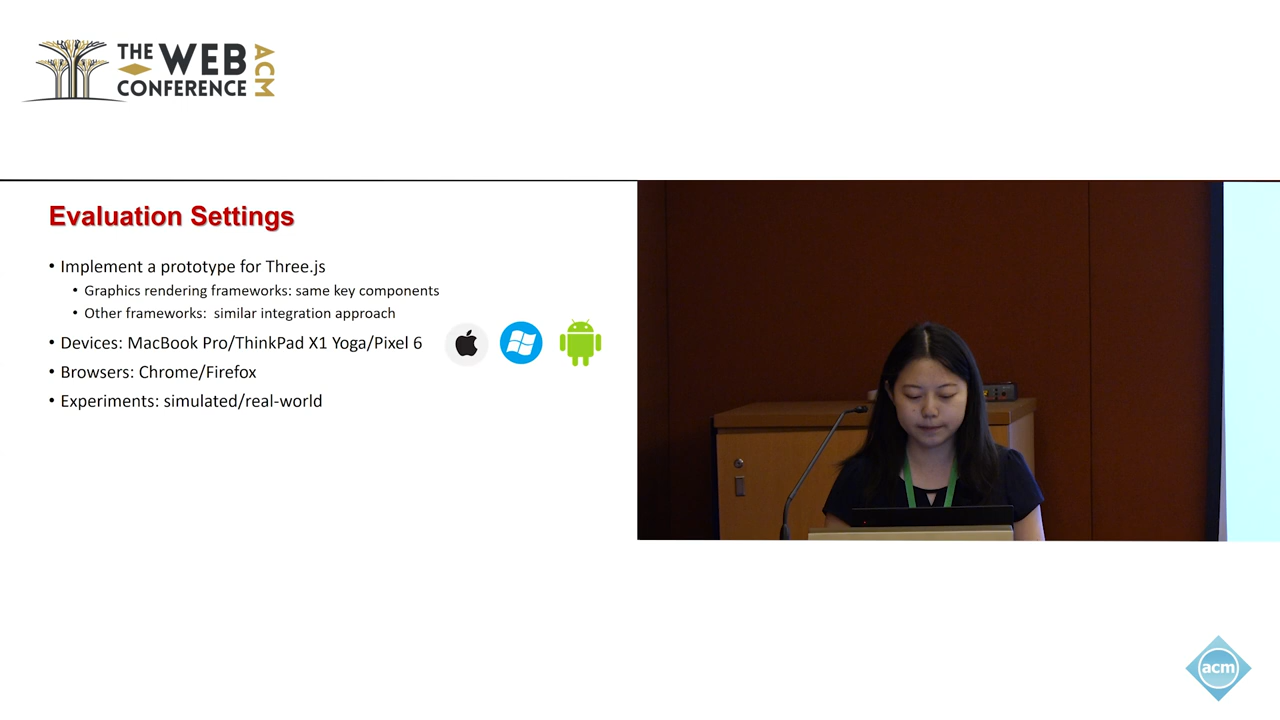 THE WEB
CONFERENCE
ACM
Evaluation Settings
• Implement a prototype for Three.js
• Graphics rendering frameworks: same key components
• Other frameworks: similar integration approach
• Devices: MacBook Pro/ThinkPad X1 Yoga/Pixel 6
• Browsers: Chrome/Firefox
• Experiments: simulated/real-world
acm